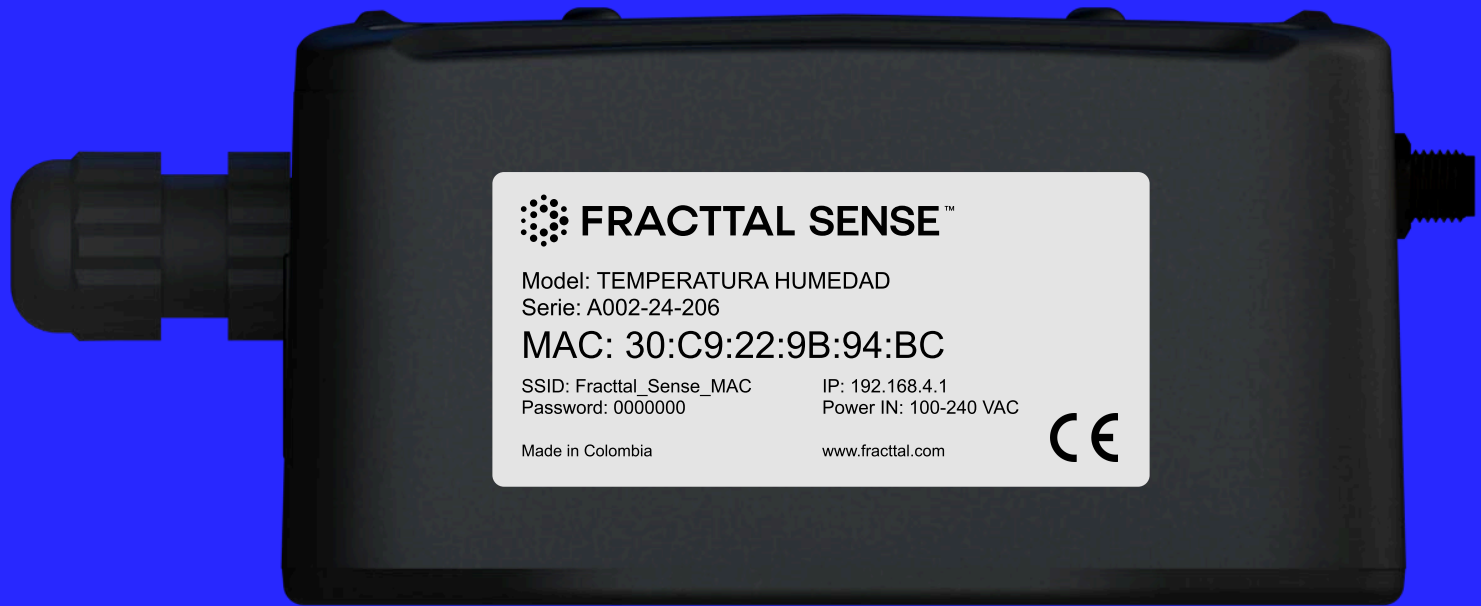 FRACTTAL SENSE™
Model: TEMPERATURA HUMEDAD
Serie: A002-24-206
MAC: 30:C9:22:9B:94:BC
SSID: Fracttal_Sense_MAC
IP: 192.168.4.1
Password: 0000000
Power IN: 100-240 VAC
Made in Colombia
www.fracttal.com
CE